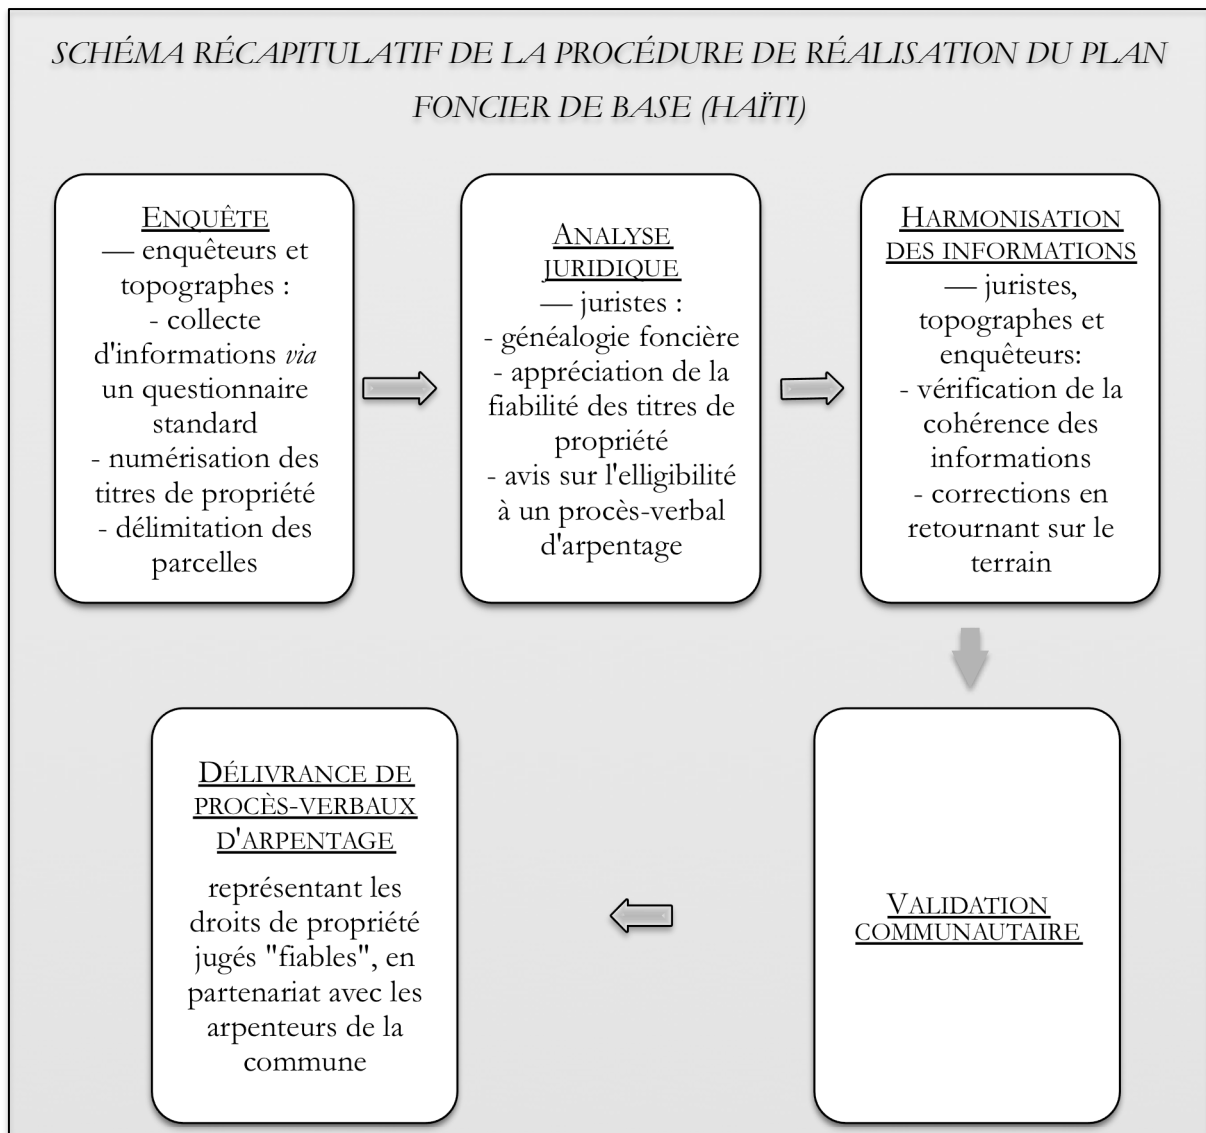 SCHÉMA RÉCAPITULATIF DE LA PROCÉDURE DE RÉALISATION DU PLAN
FONCIER DE BASE (HAÏTI)
ENQUÊTE
— enquêteurs et
topographes :
- collecte
d'informations via
un questionnaire
standard
- numérisation des
titres de propriété
- délimitation des
parcelles
ANALYSE
JURIDIQUE
— juristes :
- généalogie foncière
- appréciation de la
fiabilité des titres de
propriété
- avis sur l'elligibilité
à un procès-verbal
d'arpentage
HARMONISATION
DES INFORMATIONS
— juristes,
topographes et
enquêteurs:
- vérification de la
cohérence des
informations
- corrections en
retournant sur le
terrain
VALIDATION
COMMUNAUTAIRE
DÉLIVRANCE DE
PROCÈS-VERBAUX
D'ARPENTAGE
représentant les
droits de propriété
jugés "fiables", en
partenariat avec les
arpenteurs de la
commune